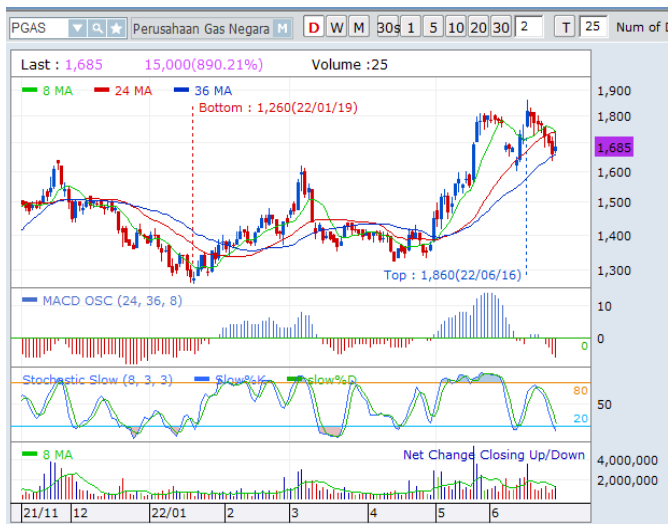 PGAS Perusahaan Gas Negara M D W M 30s 1 5 10 20 30 2 T 25 Num of D
Last : 1,685 15,000(890.21%) Volume :25
8 MA 24 MA 36 MA
Bottom : 1,260(22/01/19)
1,900
1,800
1,685
1,600
1,500
1,400
1,300
Top : 1,860(22/06/16)
MACD OSC (24, 36, 8)
10
0
0
Stochastic Slow (8, 3, 3) Slow%K slow%D
80
50
20
8 MA Net Change Closing Up/Down
4,000,000
2,000,000
21/11 12 22/01 2 3 4 5 6